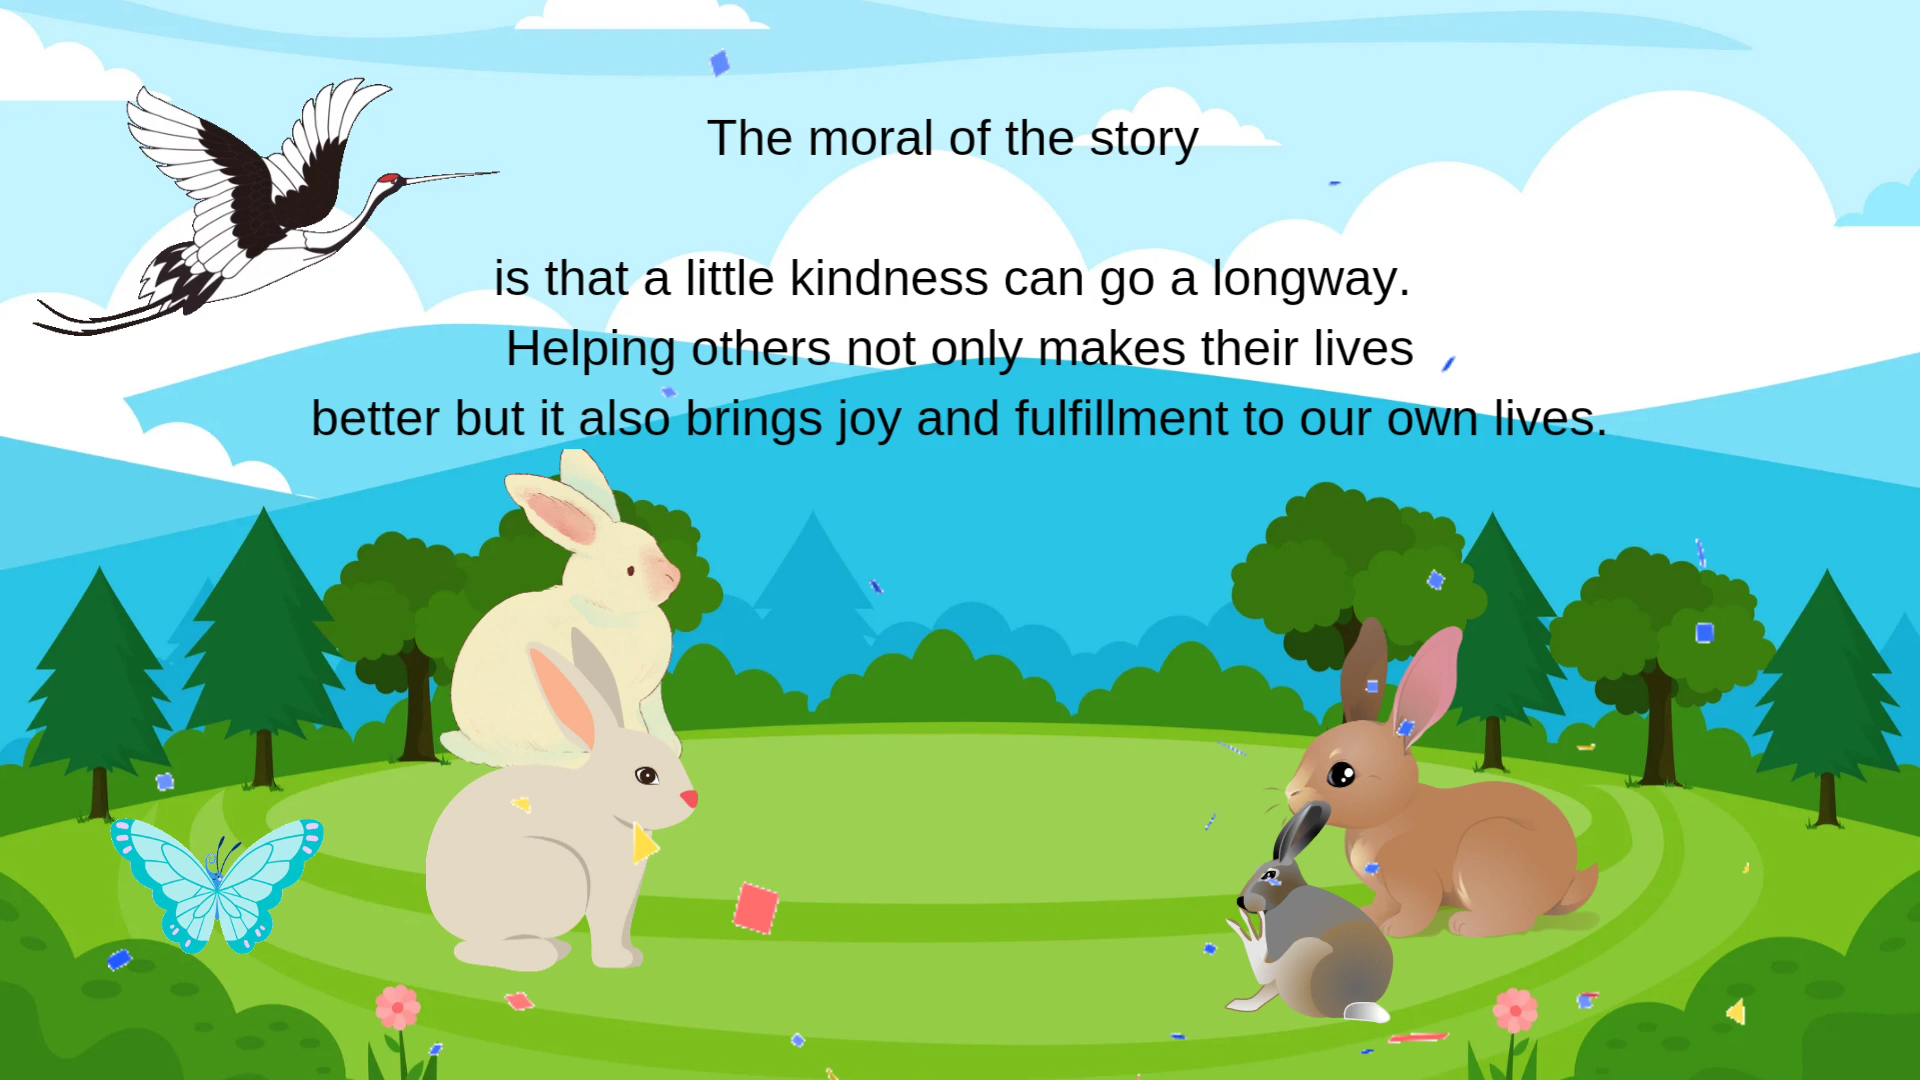 The moral of the story
is that a little kindness can go a longway.
Helping others not only makes their lives
better but it also brings joy and fulfillment to our own lives.